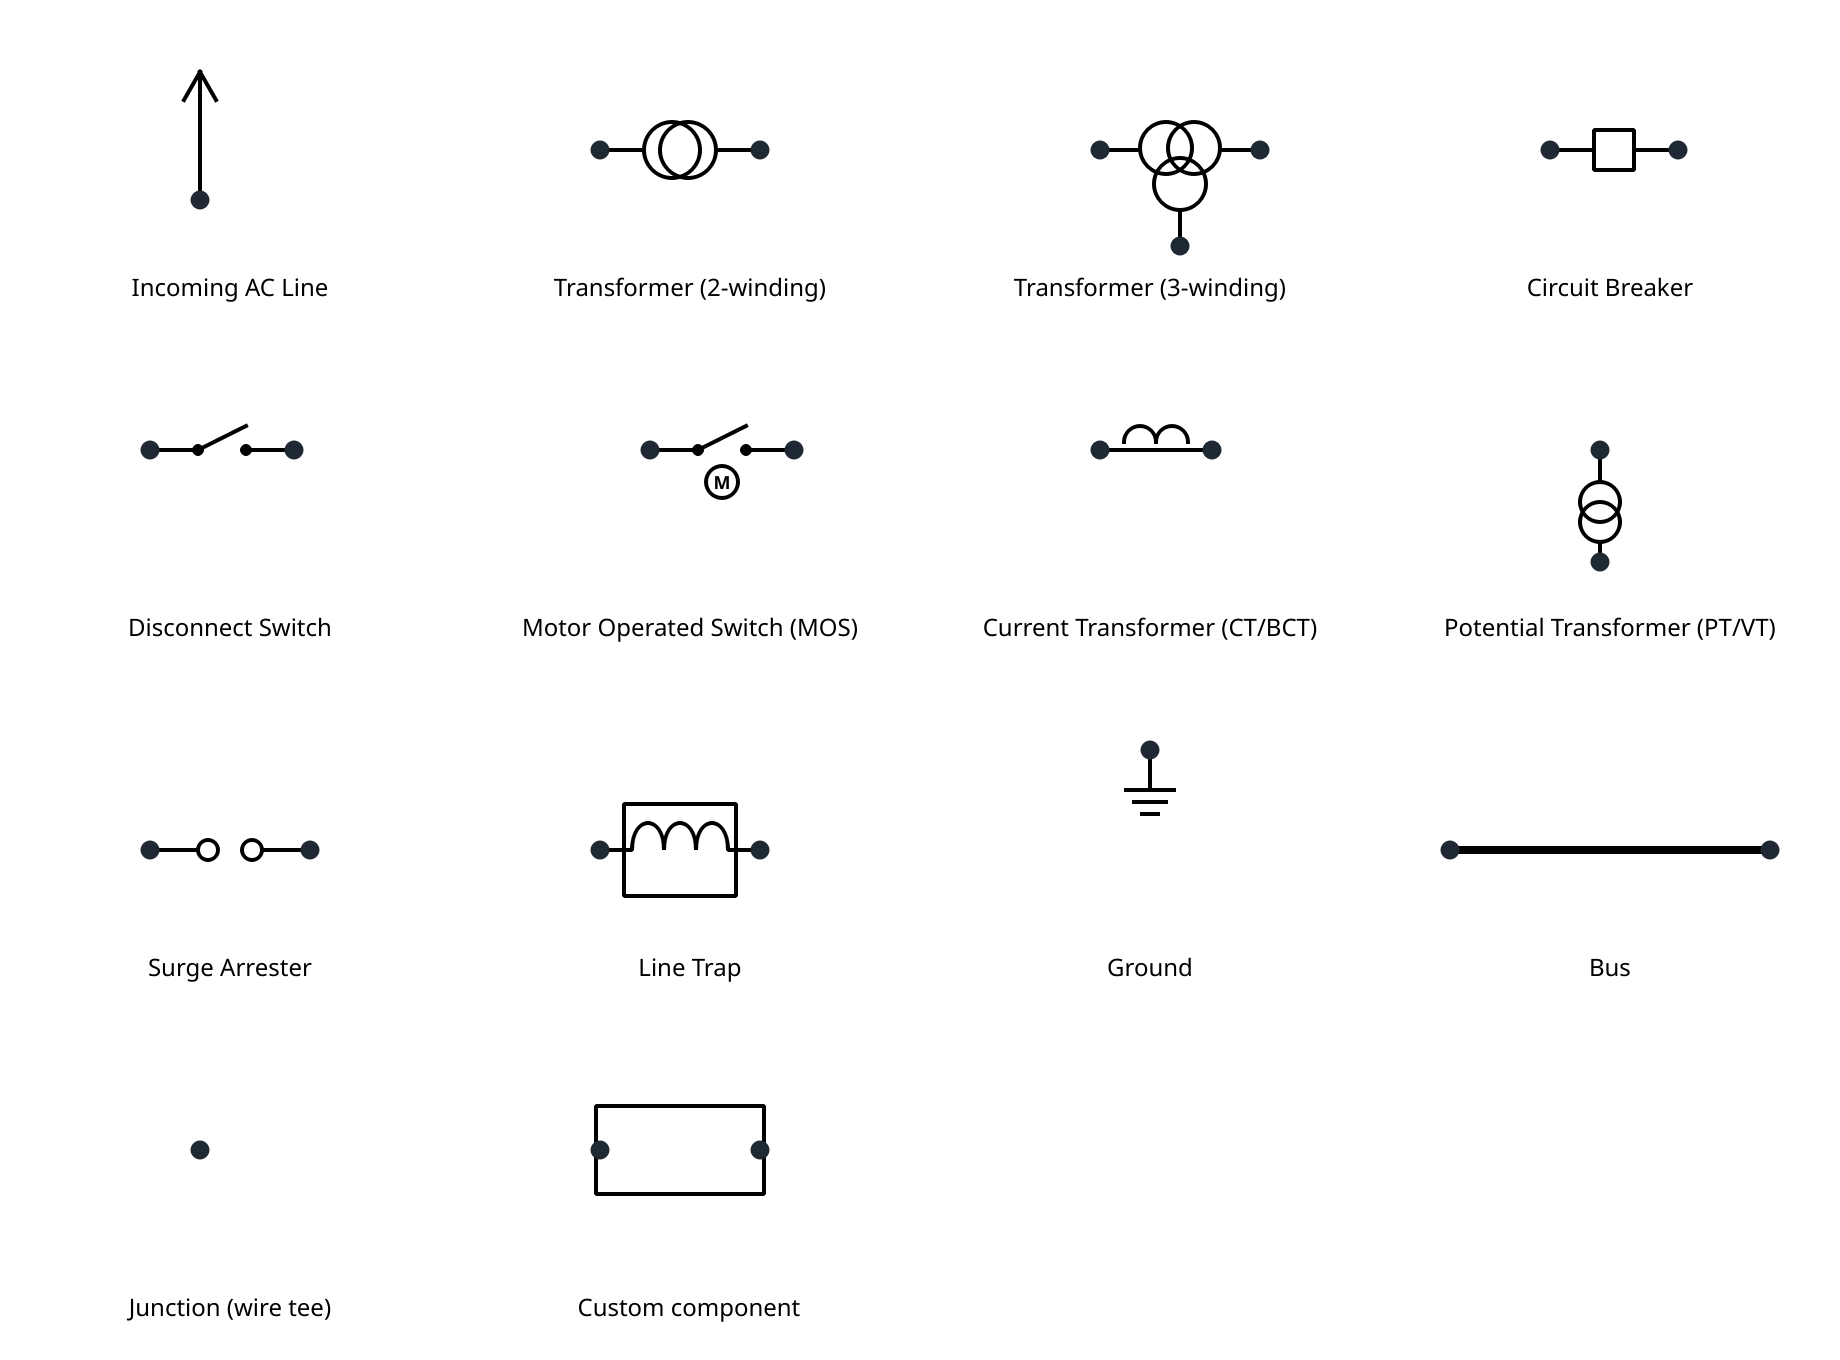 Incoming AC Line
Transformer (2-winding)
Transformer (3-winding)
Circuit Breaker
M
Disconnect Switch
Motor Operated Switch (MOS)
Current Transformer (CT/BCT)
Potential Transformer (PT/VT)
Surge Arrester
Line Trap
Ground
Bus
Junction (wire tee)
Custom component